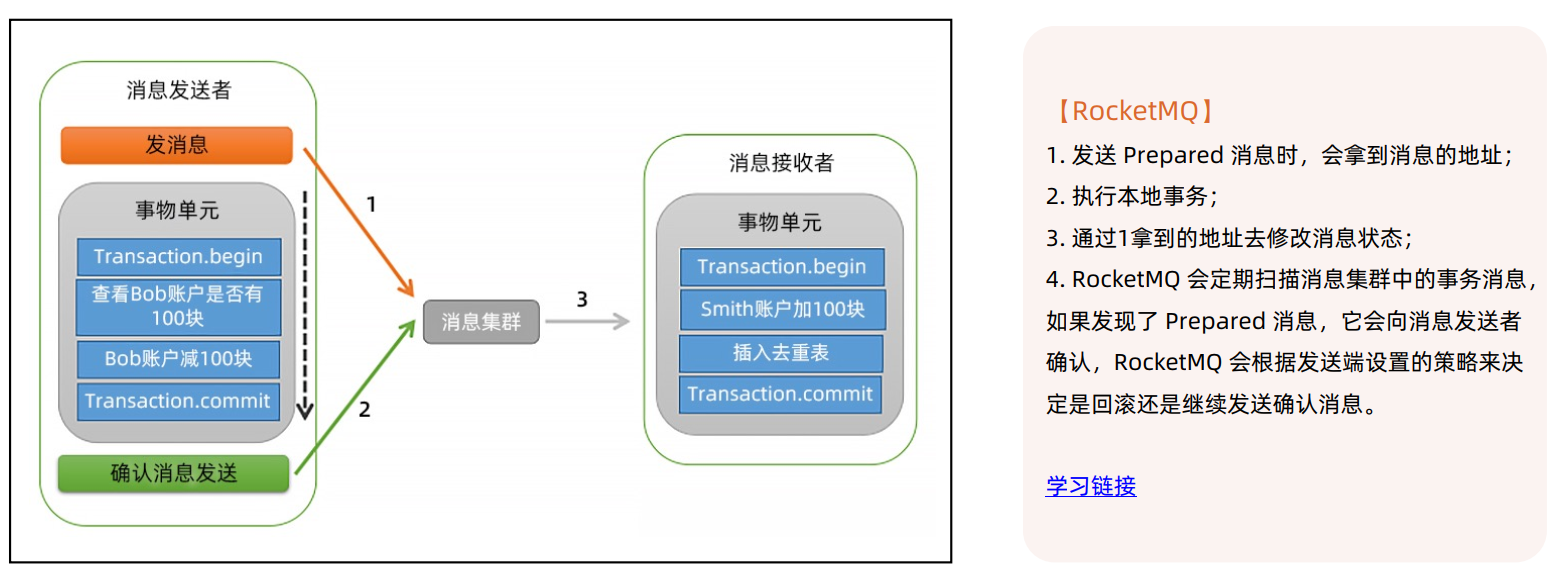 消息发送者
发消息
事物单元
Transaction.begin
查看Bob账户是否有
100块
Bob账户减100块
Transaction.commit
确认消息发送
1
2
消息集群
3
消息接收者
事物单元
Transaction.begin
Smith账户加100块
插入去重表
Transaction.commit
【RocketMQ】
1. 发送 Prepared 消息时，会拿到消息的地址；
2. 执行本地事务；
3. 通过1拿到的地址去修改消息状态；
4. RocketMQ 会定期扫描消息集群中的事务消息，
如果发现了 Prepared 消息，它会向消息发送者
确认，RocketMQ 会根据发送端设置的策略来决
定是回滚还是继续发送确认消息。
学习链接